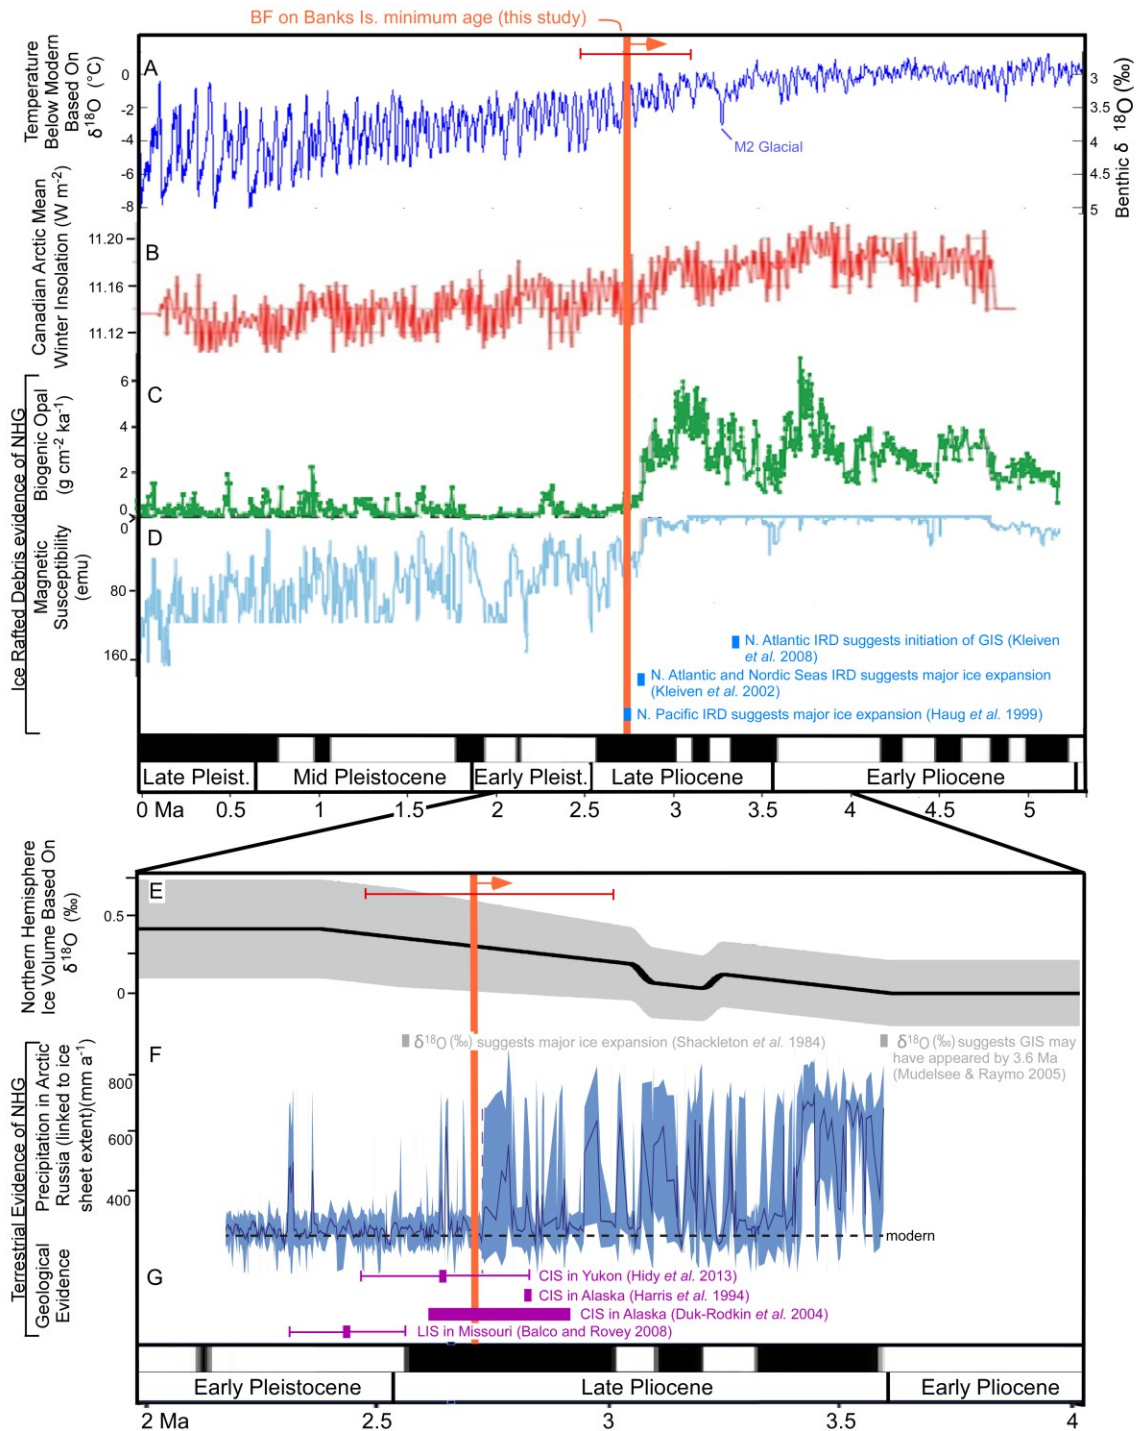 BF on Banks Is. minimum age (this study)
Temperature
Below Modern
Based On
δ18O (°C)
A
0
-2
-4
-6
-8
M2 Glacial
3
3.5
4
4.5
5
Benthic δ 18O (‰)
Canadian Arctic Mean
Winter Insolation (W m-2)
B
11.20
11.16
11.12
Ice Rafted Debris evidence of NHG
Biogenic Opal
(g cm-2 ka-1)
C
6
4
2
0
Magnetic
Susceptibility
(emu)
D
0
80
160
N. Atlantic IRD suggests initiation of GIS (Kleiven
et al. 2008)
N. Atlantic and Nordic Seas IRD suggests major ice expansion
(Kleiven et al. 2002)
N. Pacific IRD suggests major ice expansion (Haug et al. 1999)
Late Pleist. Mid Pleistocene Early Pleist. Late Pliocene Early Pliocene
0 Ma 0.5 1 1.5 2 2.5 3 3.5 4 4.5 5
Northern Hemisphere
Ice Volume Based On
δ18O (‰)
E
0.5
0
δ18O (‰) suggests major ice expansion (Shackleton et al. 1984)
δ18O (‰) suggests GIS may
have appeared by 3.6 Ma
(Mudelsee & Raymo 2005)
Terrestrial Evidence of NHG
Precipitation in Arctic
Russia (linked to ice
sheet extent)(mm a-1)
F
800
600
400
modern
Geological
Evidence
G
CIS in Yukon (Hidy et al. 2013)
CIS in Alaska (Harris et al. 1994)
CIS in Alaska (Duk-Rodkin et al. 2004)
LIS in Missouri (Balco and Rovey 2008)
Early Pleistocene Late Pliocene Early Pliocene
2 Ma 2.5 3 3.5 4